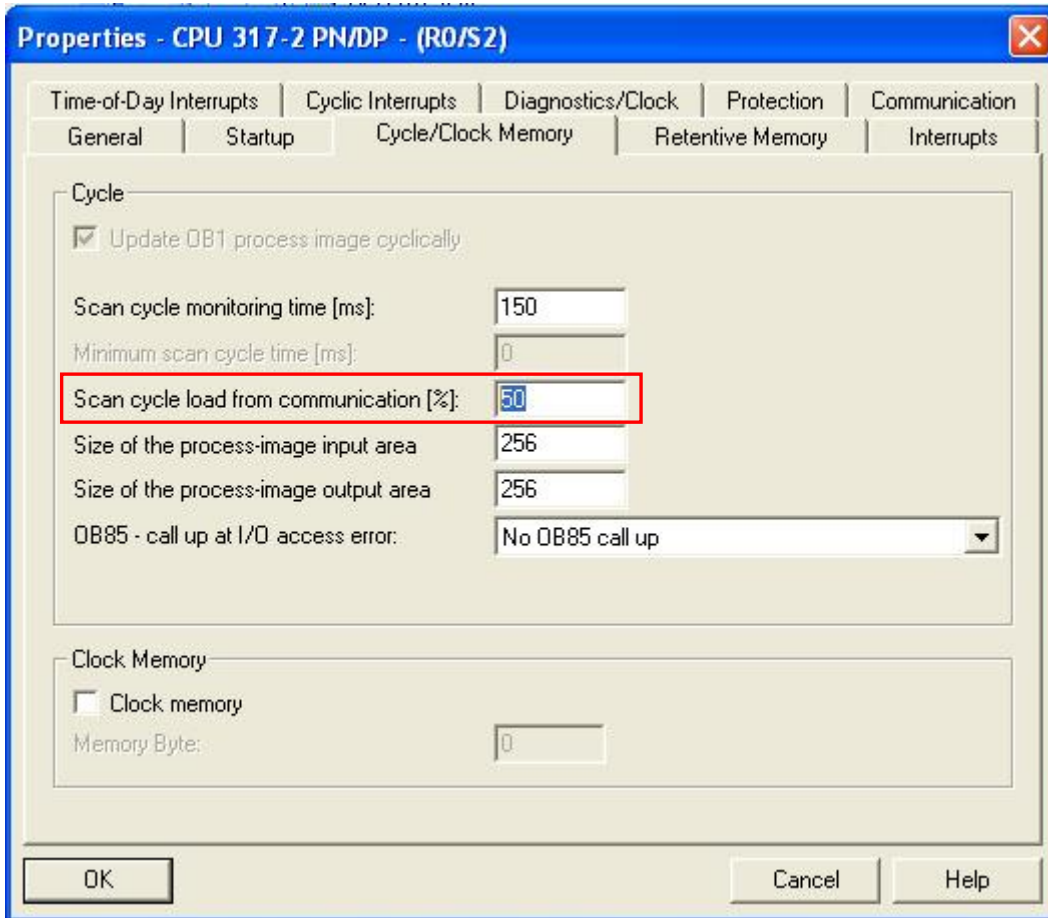 Properties - CPU 317-2 PN/DP - (R0/S2)
Time-of-Day Interrupts Cyclic Interrupts Diagnostics/Clock Protection Communication
General Startup Cycle/Clock Memory Retentive Memory Interrupts
Cycle
Update OB1 process image cyclically
Scan cycle monitoring time [ms]: 150
Minimum scan cycle time [ms]: 0
Scan cycle load from communication [%]: 50
Size of the process-image input area 256
Size of the process-image output area 256
OB85 - call up at I/O access error: No OB85 call up
Clock Memory
Clock memory
Memory Byte: 0
OK Cancel Help